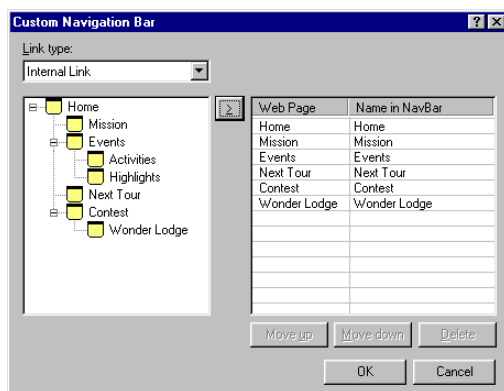 Custom Navigation Bar
Link type:
Internal Link
Home
Mission
Events
Activities
Highlights
Next Tour
Contest
Wonder Lodge
>
Web Page Name in NavBar
Home Home
Mission Mission
Events Events
Next Tour Next Tour
Contest Contest
Wonder Lodge Wonder Lodge
Move up Move down Delete
OK Cancel